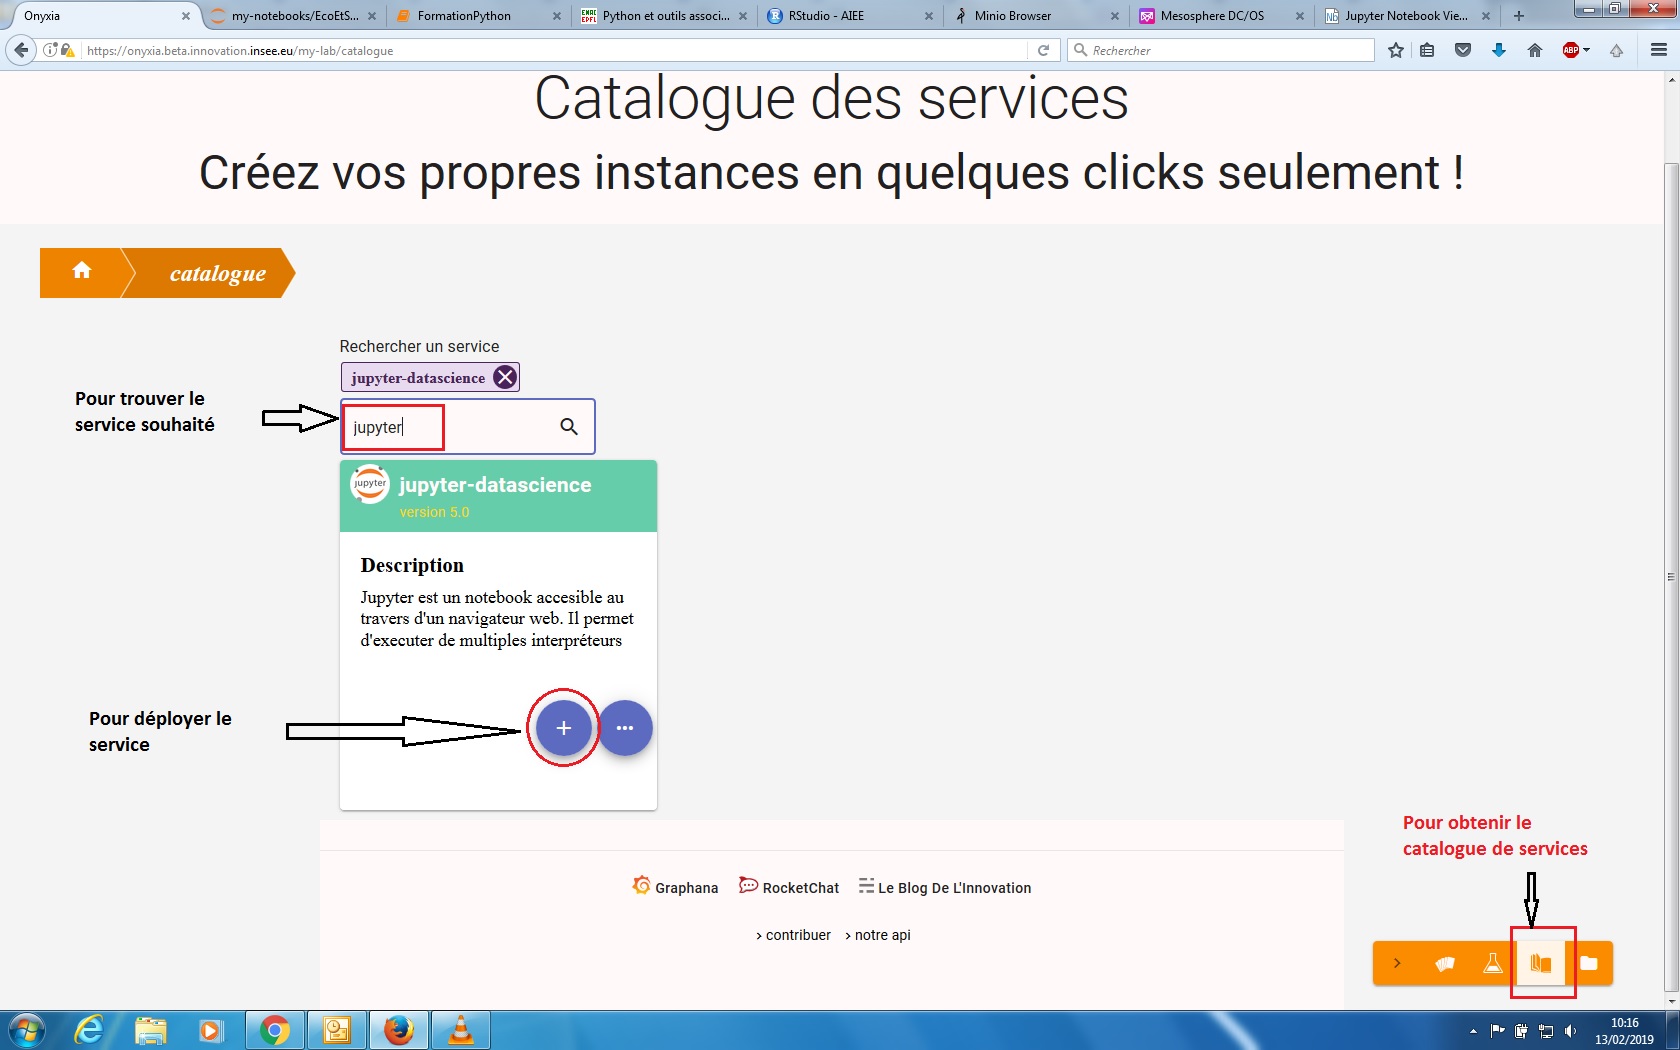 Onyxia
my-notebooks/EcoEtS...
FormationPython
Python et outils associ...
RStudio - AIEE
Minio Browser
Mesosphere DC/OS
Jupyter Notebook Vie...
https://onyxia.beta.innovation.insee.eu/my-lab/catalogue
Rechercher
ABP
Catalogue des services
Créez vos propres instances en quelques clicks seulement !
catalogue
Rechercher un service
jupyter-datascience
Pour trouver le
service souhaité
jupyter
jupyter
jupyter-datascience
version 5.0
Description
Jupyter est un notebook accesible au
travers d'un navigateur web. Il permet
d'executer de multiples interpréteurs
Pour déployer le
service
Pour obtenir le
catalogue de services
Graphana RocketChat Le Blog De L'Innovation
› contribuer › notre api
10:16
13/02/2019